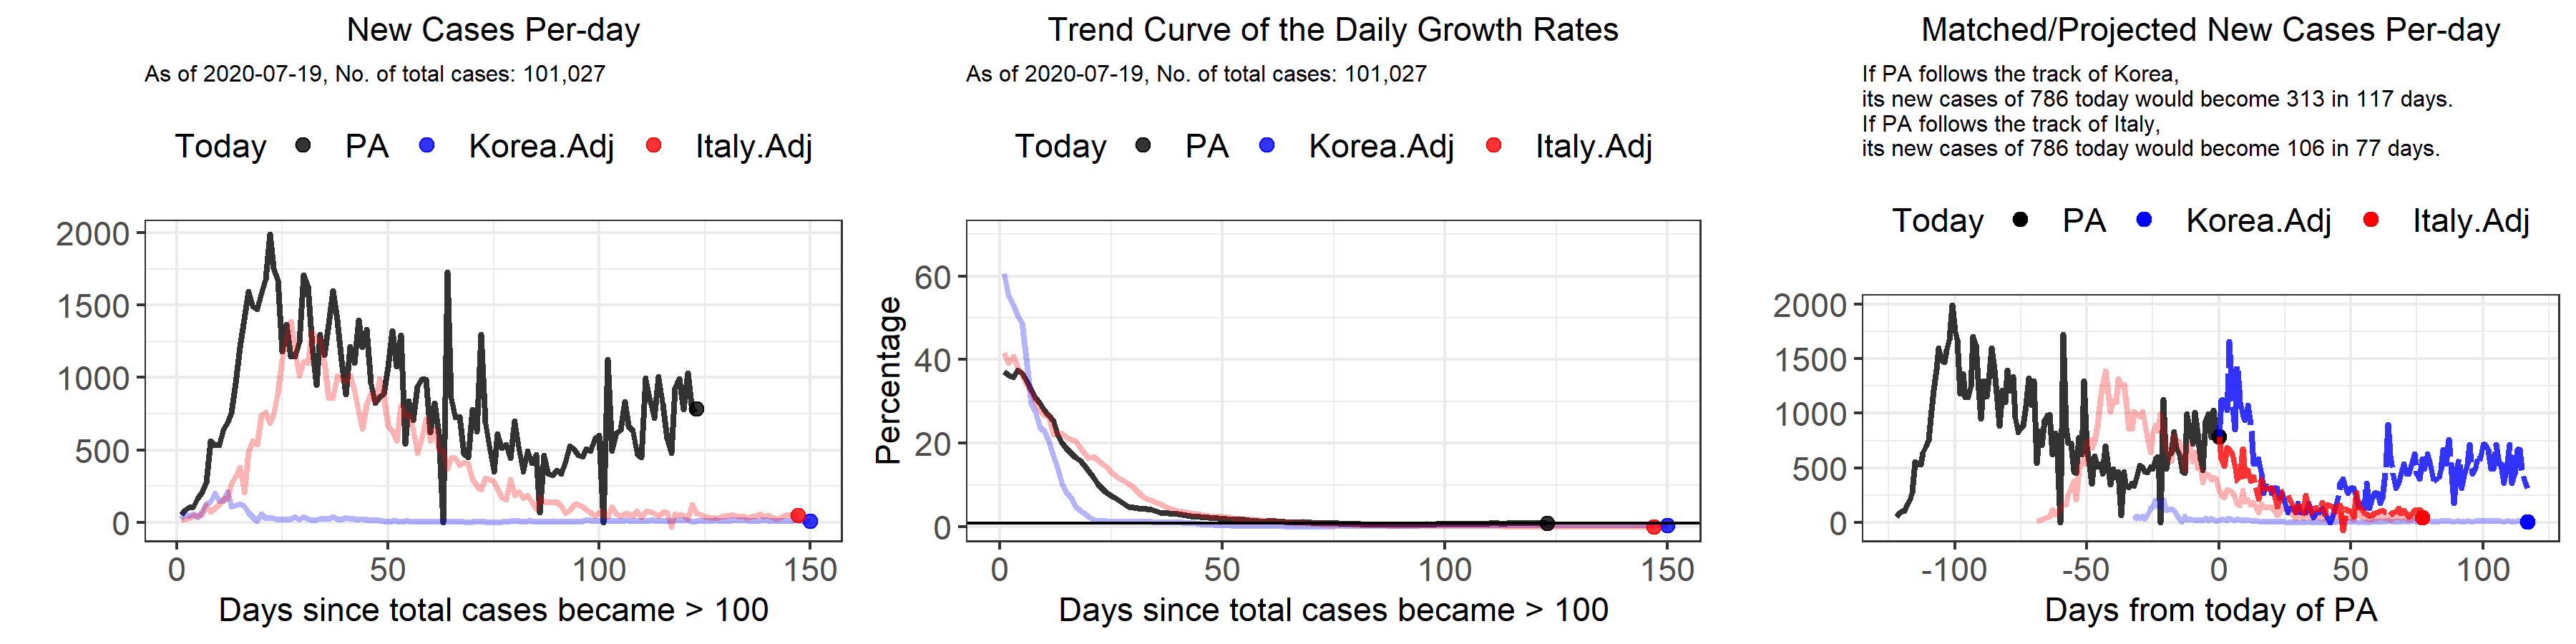 New Cases Per-day
As of 2020-07-19, No. of total cases: 101,027
Today PA Korea.Adj Italy.Adj
2000
1500
1000
500
0
0 50 100 150
Days since total cases became > 100
Trend Curve of the Daily Growth Rates
As of 2020-07-19, No. of total cases: 101,027
Today PA Korea.Adj Italy.Adj
Percentage
60
40
20
0
0 50 100 150
Days since total cases became > 100
Matched/Projected New Cases Per-day
If PA follows the track of Korea,
its new cases of 786 today would become 313 in 117 days.
If PA follows the track of Italy,
its new cases of 786 today would become 106 in 77 days.
Today PA Korea.Adj Italy.Adj
2000
1500
1000
500
0
-100 -50 0 50 100
Days from today of PA